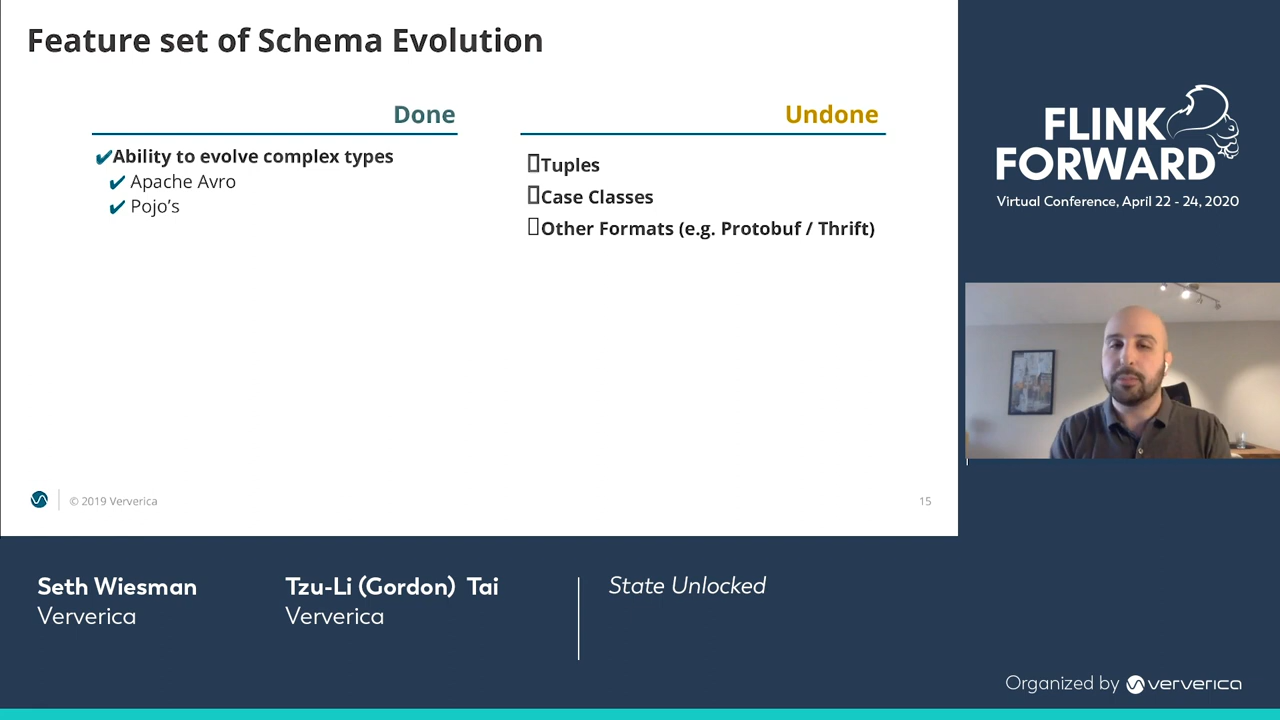 Feature set of Schema Evolution
Done
✔Ability to evolve complex types
✔ Apache Avro
✔ Pojo's
Undone
Tuples
Case Classes
Other Formats (e.g. Protobuf / Thrift)
© 2019 Ververica
15
FLINK
FORWARD
Virtual Conference, April 22 - 24, 2020
Seth Wiesman
Ververica
Tzu-Li (Gordon) Tai
Ververica
State Unlocked
Organized by ververica